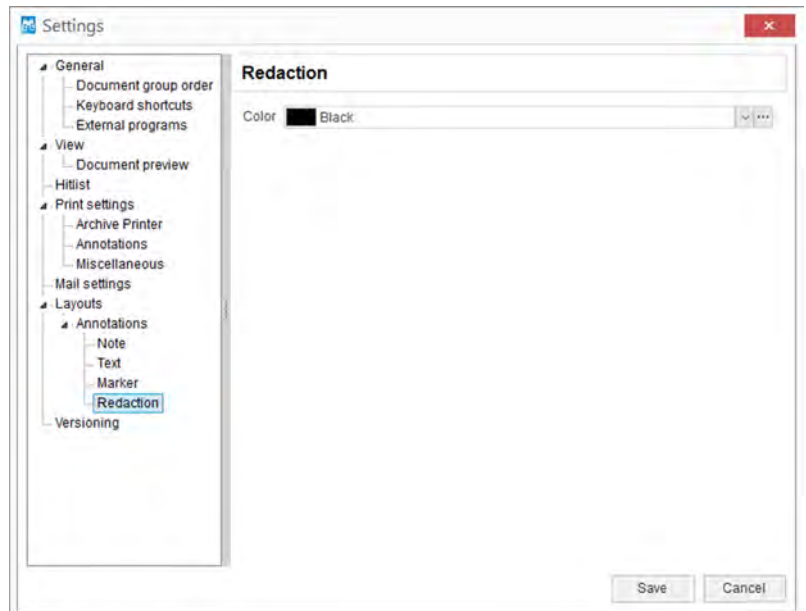 Settings
General
Document group order
Keyboard shortcuts
External programs
View
Document preview
Hitlist
Print settings
Archive Printer
Annotations
Miscellaneous
Mail settings
Layouts
Annotations
Note
Text
Marker
Redaction
Versioning
Redaction
Color Black
Save Cancel